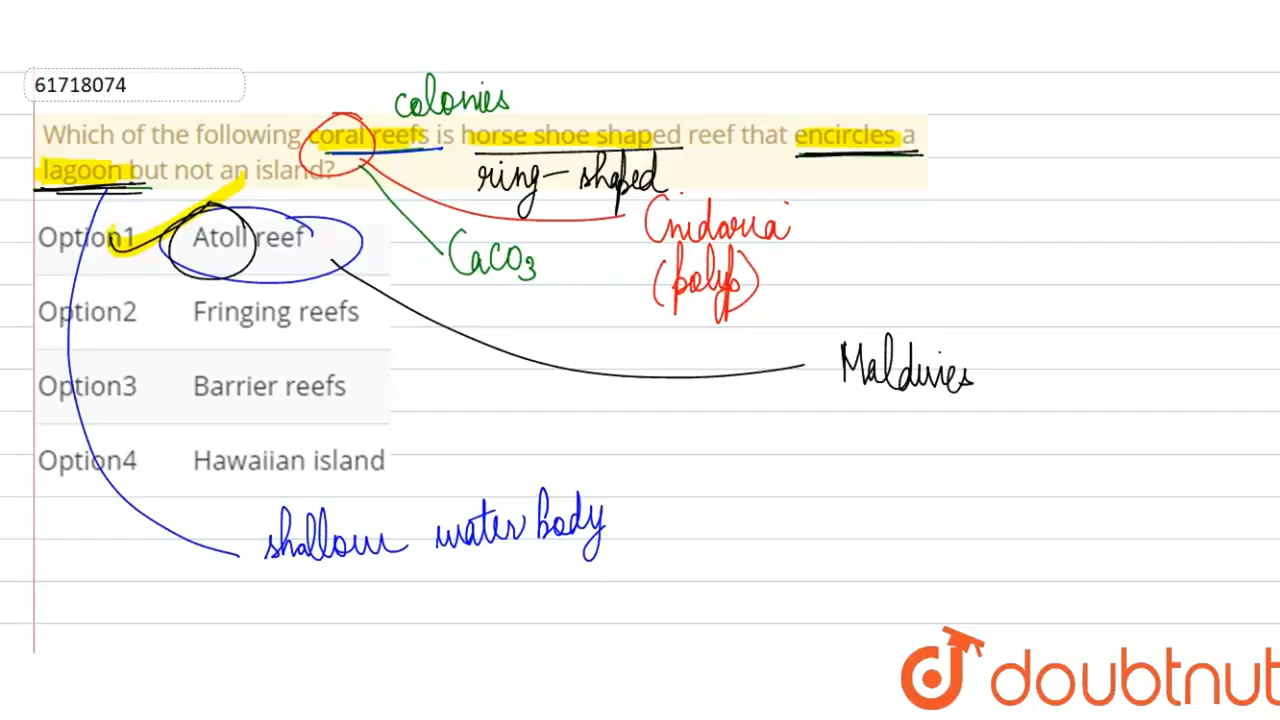 61718074
colonies
Which of the following coral reefs is horse shoe shaped reef that encircles a
lagoon but not an island?
ring-shaped
Option1 Atoll reef
Cnidaria
CaCO3
(polyp)
Option2 Fringing reefs
Maldives
Option3 Barrier reefs
Option4 Hawaiian island
shallow water body
doubtnut